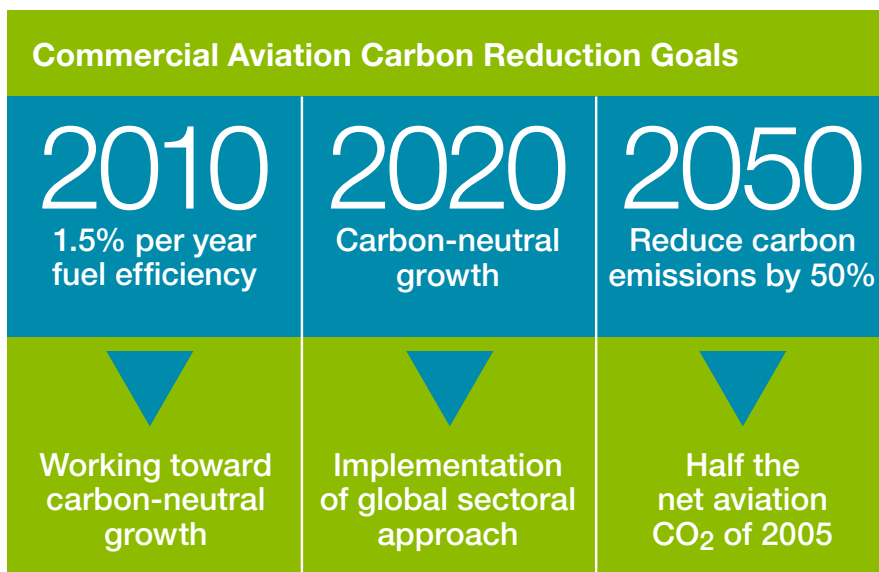 Commercial Aviation Carbon Reduction Goals
2010
1.5% per year
fuel efficiency
Working toward
carbon-neutral
growth
2020
Carbon-neutral
growth
Implementation
of global sectoral
approach
2050
Reduce carbon
emissions by 50%
Half the
net aviation
CO₂ of 2005